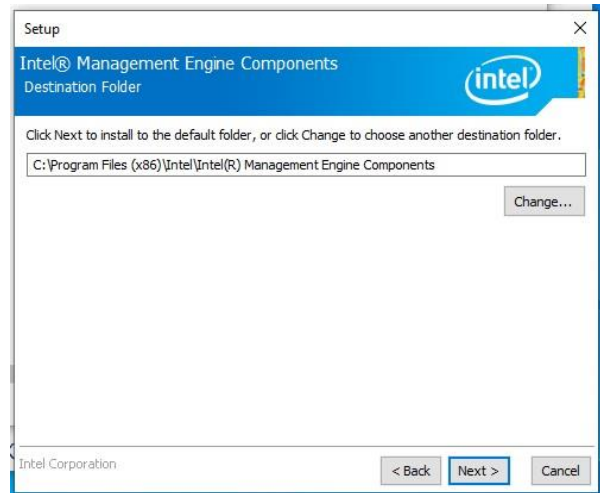 Setup
Intel® Management Engine Components
Destination Folder
intel
Click Next to install to the default folder, or click Change to choose another destination folder.
C:\Program Files (x86)\Intel\Intel(R) Management Engine Components
Change...
Intel Corporation
< Back
Next >
Cancel